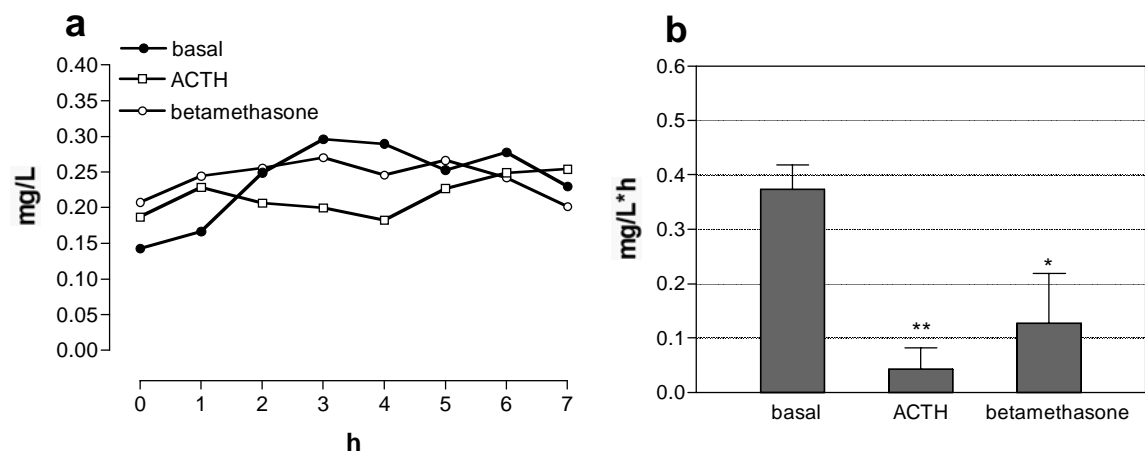 a
basal
ACTH
betamethasone
0.40
0.35
0.30
0.25
0.20
0.15
0.10
0.05
0.00
mg/L
0 1 2 3 4 5 6 7
h
b
0.6
0.5
0.4
0.3
0.2
0.1
0.0
mg/L*h
**
*
basal ACTH betamethasone